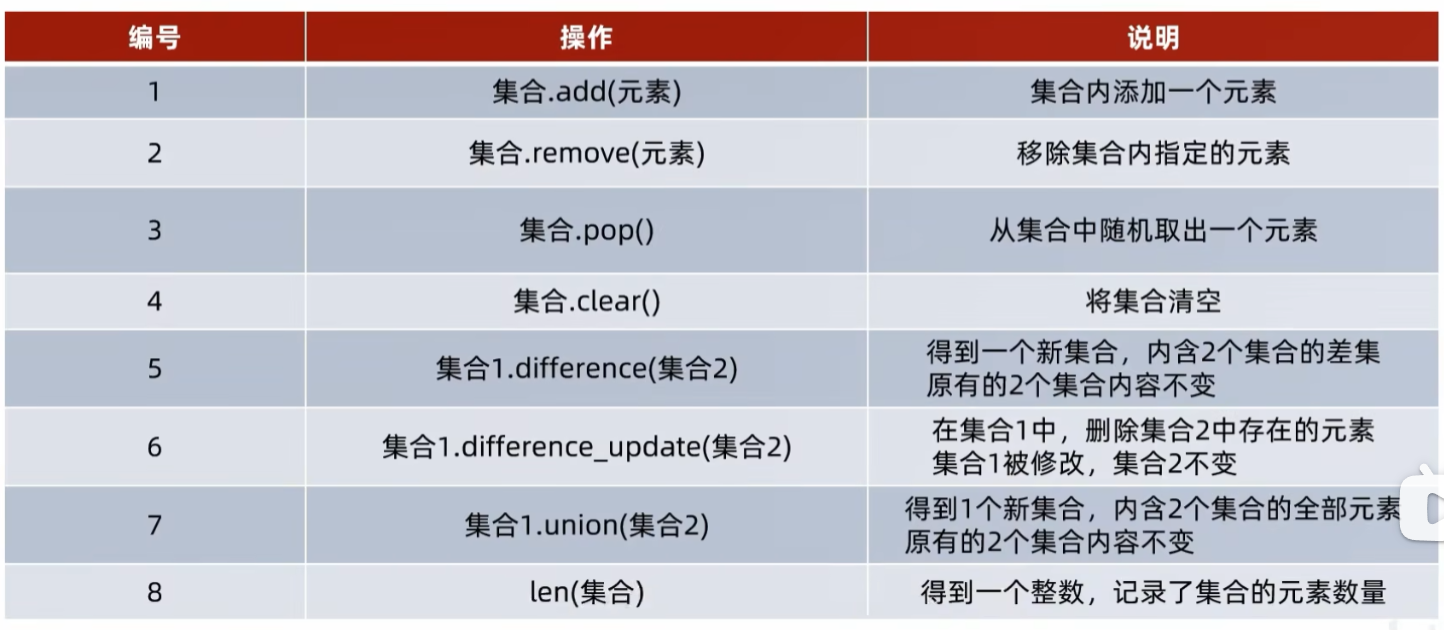 编号 操作 说明
1 集合.add(元素) 集合内添加一个元素
2 集合.remove(元素) 移除集合内指定的元素
3 集合.pop() 从集合中随机取出一个元素
4 集合.clear() 将集合清空
5 集合1.difference(集合2) 得到一个新集合，内含2个集合的差集
原有的2个集合内容不变
6 集合1.difference_update(集合2) 在集合1中，删除集合2中存在的元素
集合1被修改，集合2不变
7 集合1.union(集合2) 得到1个新集合，内含2个集合的全部元素
原有的2个集合内容不变
8 len(集合) 得到一个整数，记录了集合的元素数量